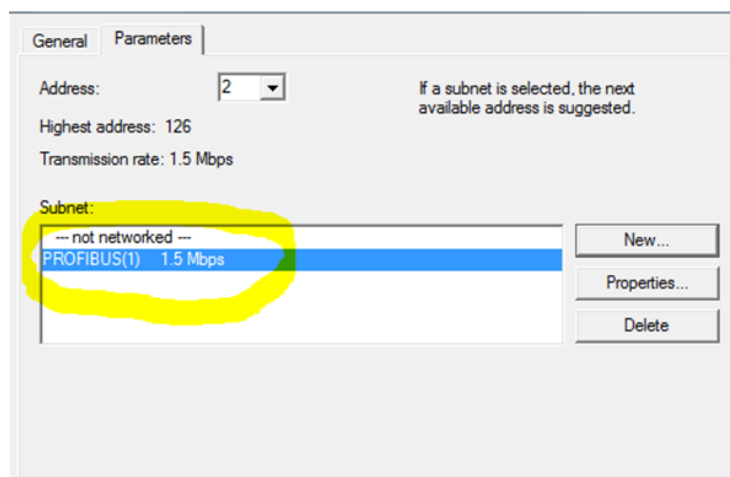 General Parameters
Address: 2
If a subnet is selected, the next
available address is suggested.
Highest address: 126
Transmission rate: 1.5 Mbps
Subnet:
--- not networked ---
PROFIBUS(1) 1.5 Mbps
New...
Properties...
Delete